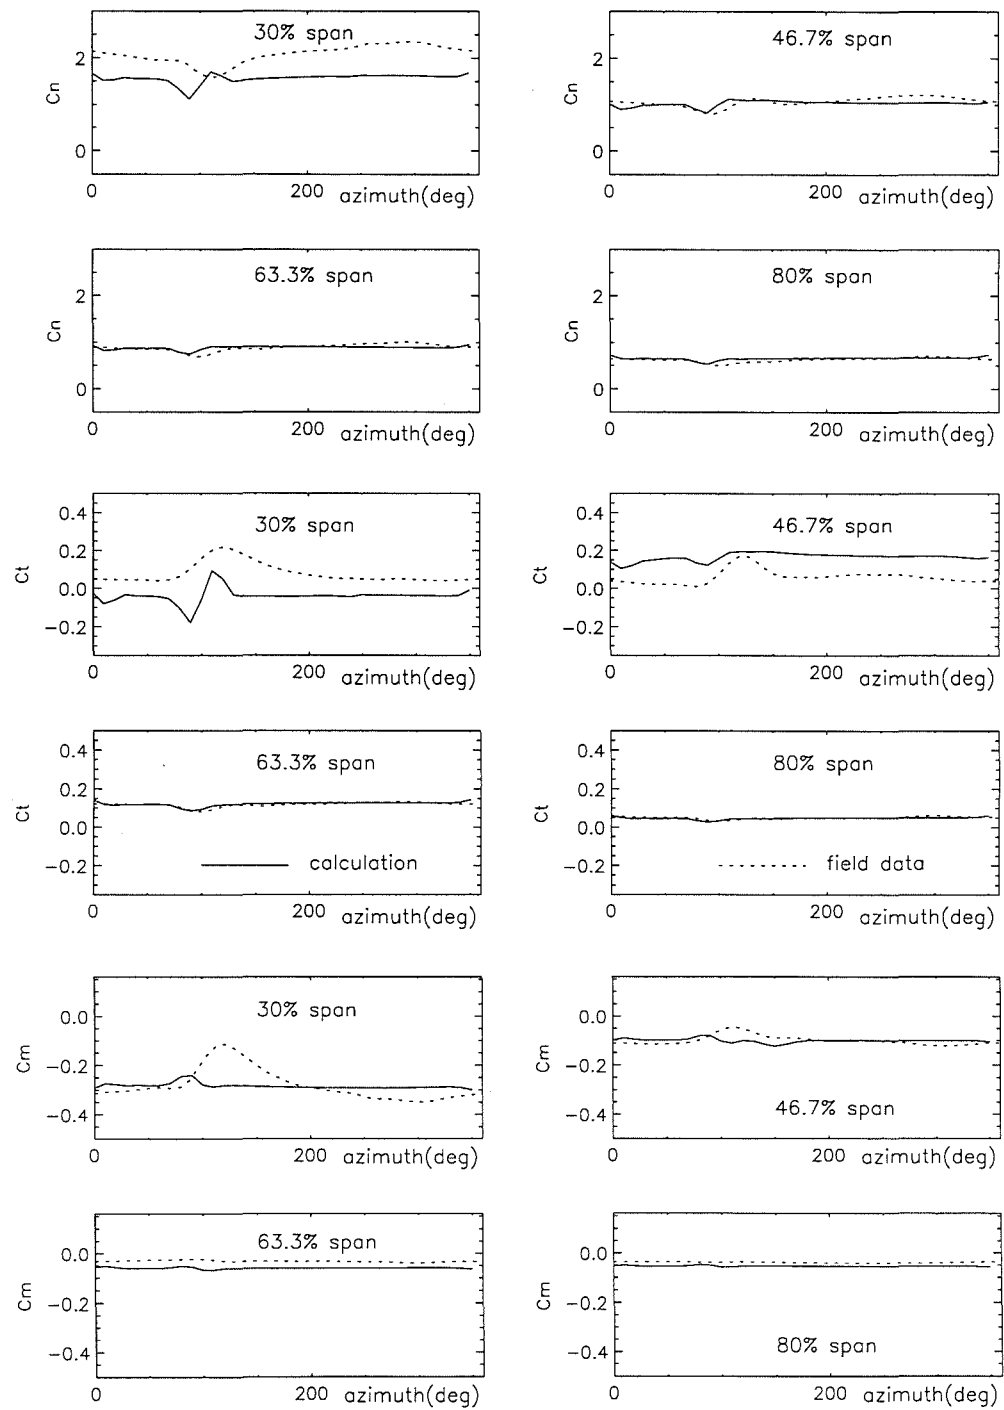 30% span
2
Cn
0
0
200
azimuth(deg)
46.7% span
2
Cn
0
0
200
azimuth(deg)
63.3% span
2
Cn
0
0
200
azimuth(deg)
80% span
2
Cn
0
0
200
azimuth(deg)
30% span
0.4
0.2
Ct
0.0
−0.2
0
200
azimuth(deg)
46.7% span
0.4
0.2
Ct
0.0
−0.2
0
200
azimuth(deg)
63.3% span
0.4
0.2
Ct
0.0
−0.2
calculation
0
200
azimuth(deg)
80% span
0.4
0.2
Ct
0.0
−0.2
field data
0
200
azimuth(deg)
30% span
0.0
Cm
−0.2
−0.4
0
200
azimuth(deg)
0.0
Cm
−0.2
−0.4
46.7% span
0
200
azimuth(deg)
63.3% span
0.0
Cm
−0.2
−0.4
0
200
azimuth(deg)
0.0
Cm
−0.2
−0.4
80% span
0
200
azimuth(deg)